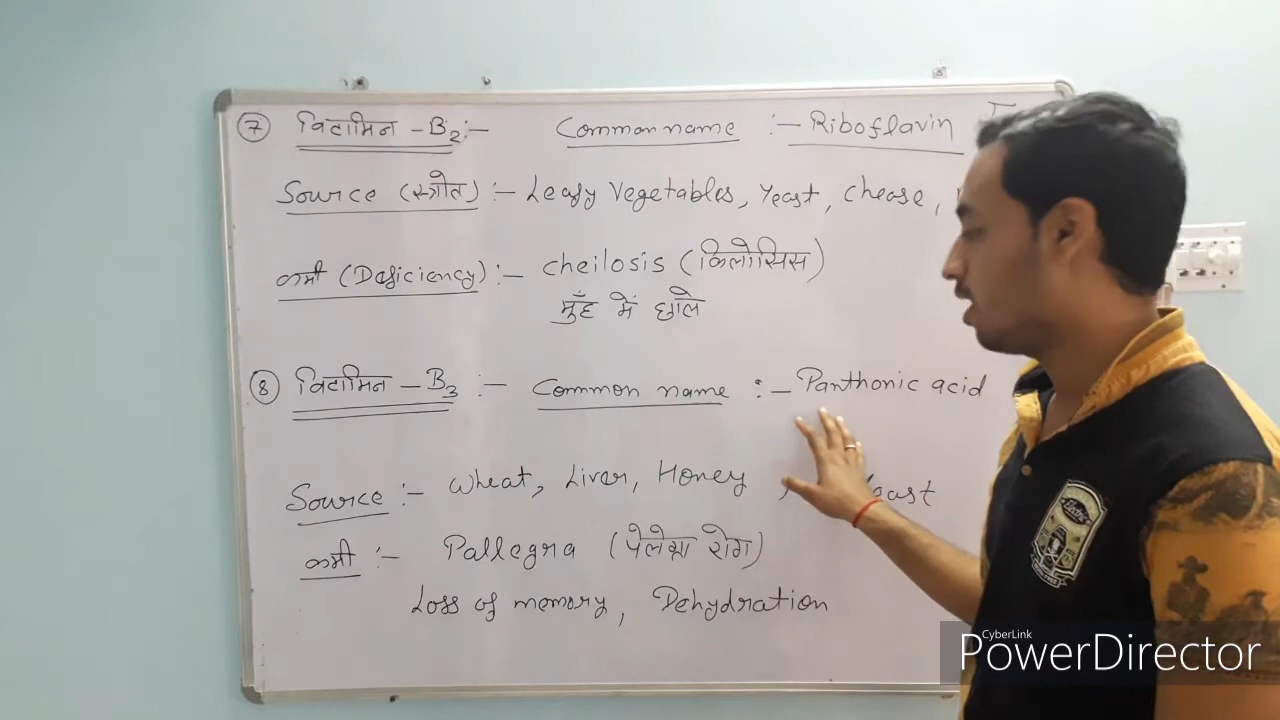 7 विटामिन - B2 :- Common name :- Riboflavin
Source (स्त्रोत) :- Leafy Vegetables, Yeast, Chease,
कमी (Deficiency) :- Cheilosis (किलोसिस)
मुँह में छाले
8 विटामिन - B3 :- Common name :- Panthonic acid
Source :- Wheat, Liver, Honey,
कमी :- Pallegra (पेलेग्रा रोग)
Loss of memory, Dehydration
CyberLink
PowerDirector